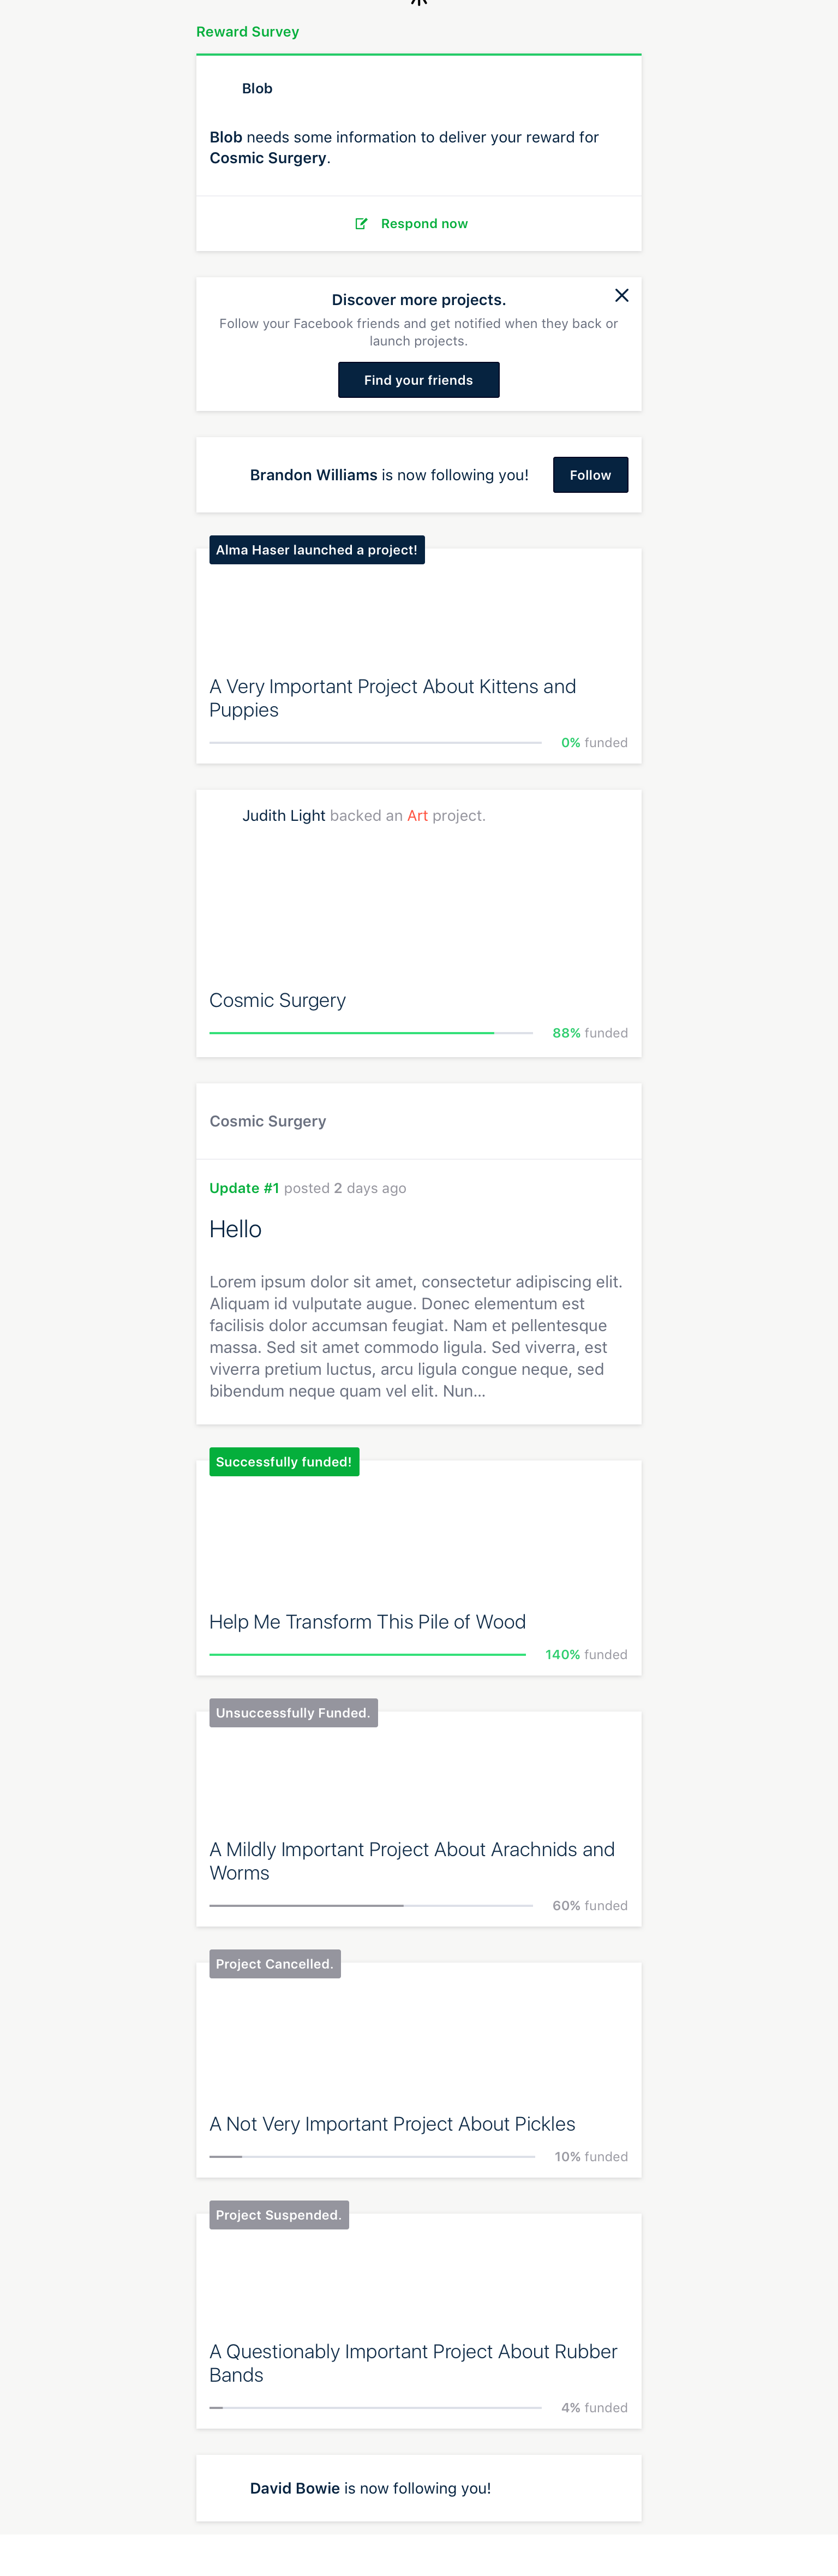 Reward Survey
Blob
Blob needs some information to deliver your reward for
Cosmic Surgery.
Respond now
Discover more projects.
Follow your Facebook friends and get notified when they back or
launch projects.
Find your friends
Brandon Williams is now following you!
Follow
Alma Haser launched a project!
A Very Important Project About Kittens and
Puppies
0% funded
Judith Light backed an Art project.
Cosmic Surgery
88% funded
Cosmic Surgery
Update #1 posted 2 days ago
Hello
Lorem ipsum dolor sit amet, consectetur adipiscing elit.
Aliquam id vulputate augue. Donec elementum est
facilisis dolor accumsan feugiat. Nam et pellentesque
massa. Sed sit amet commodo ligula. Sed viverra, est
viverra pretium luctus, arcu ligula congue neque, sed
bibendum neque quam vel elit. Nun...
Successfully funded!
Help Me Transform This Pile of Wood
140% funded
Unsuccessfully Funded.
A Mildly Important Project About Arachnids and
Worms
60% funded
Project Cancelled.
A Not Very Important Project About Pickles
10% funded
Project Suspended.
A Questionably Important Project About Rubber
Bands
4% funded
David Bowie is now following you!